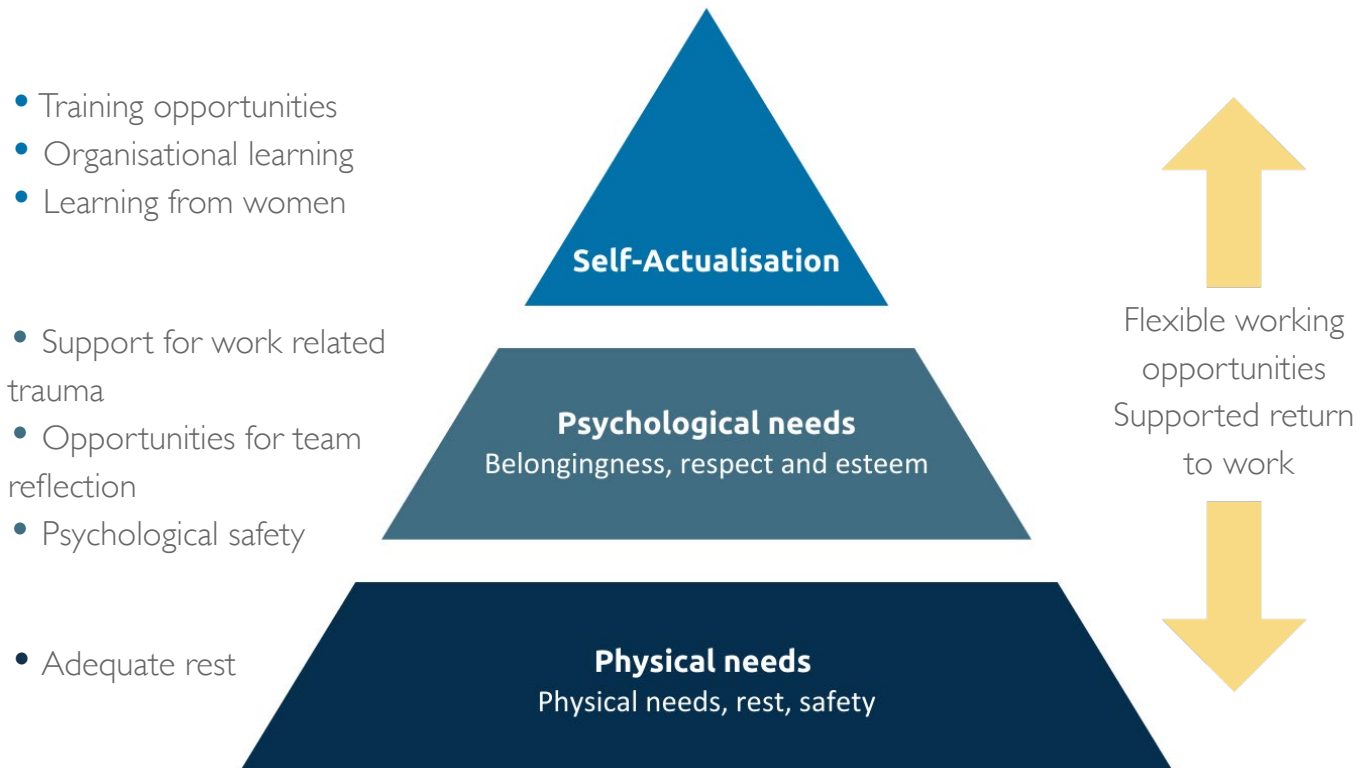 • Training opportunities
• Organisational learning
• Learning from women
Self-Actualisation
• Support for work related
trauma
• Opportunities for team
reflection
• Psychological safety
Psychological needs
Belongingness, respect and esteem
• Adequate rest
Physical needs
Physical needs, rest, safety
Flexible working
opportunities
Supported return
to work